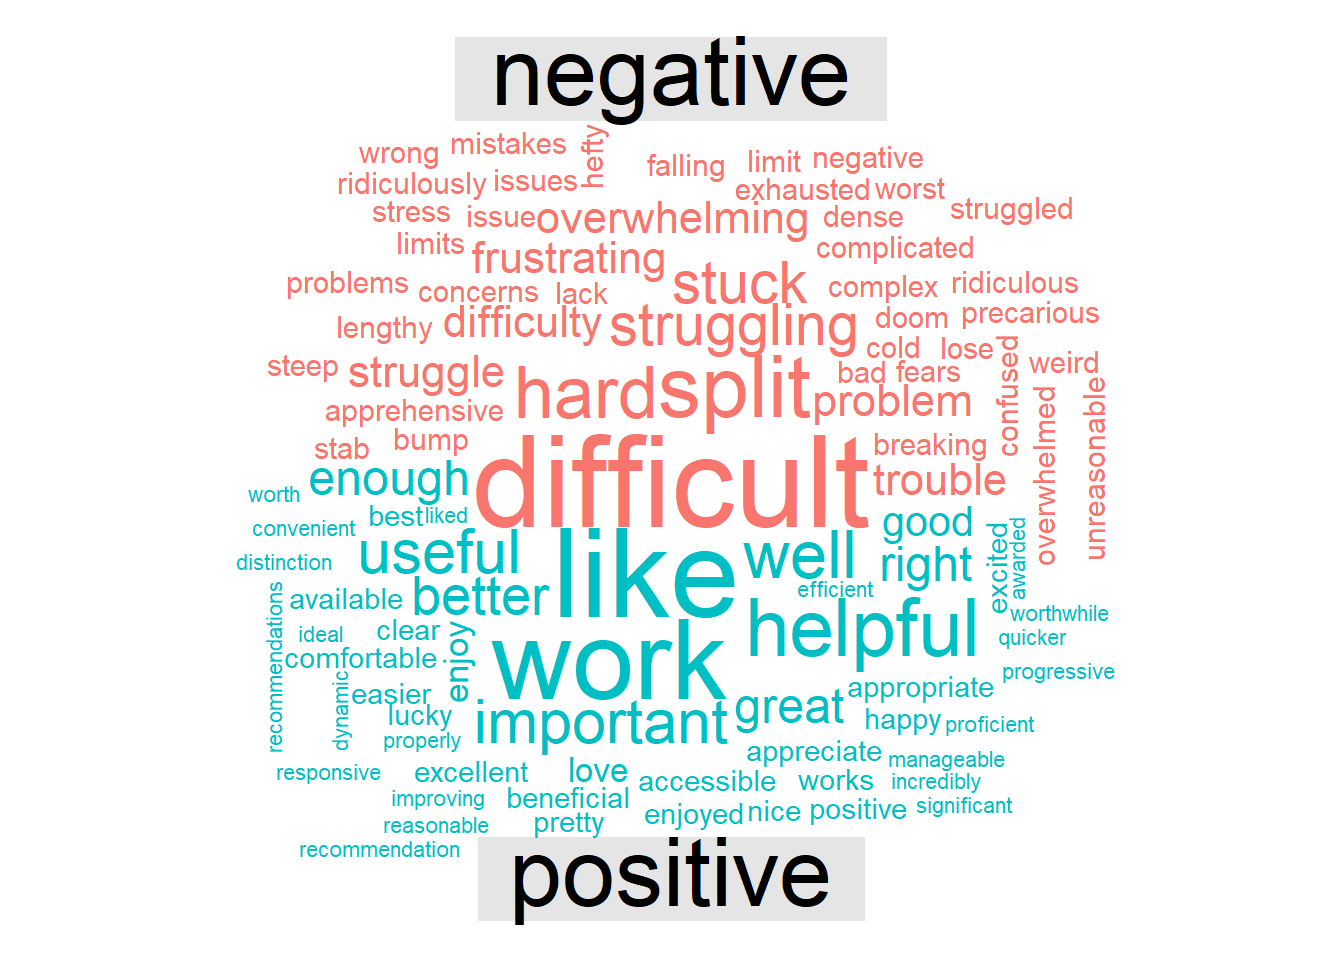 negative
wrong mistakes hefty falling limit negative
ridiculously issues exhausted worst
stress issue overwhelming dense struggled
limits frustrating complicated
problems concerns lack stuck complex ridiculous
lengthy difficulty struggling doom precarious
steep struggle hard split cold lose weird
bad fears confused
apprehensive problem overwhelmed unreasonable
stab bump difficult breaking
worth enough trouble
convenient best liked good
distinction useful like well right excited awarded
recommendations available better efficient
ideal clear enjoy work helpful worthwhile
comfortable quicker
dynamic easier appropriate progressive
lucky important great happy proficient
properly appreciate manageable
responsive excellent love accessible works incredibly
improving beneficial enjoyed nice positive significant
reasonable pretty
recommendation
positive